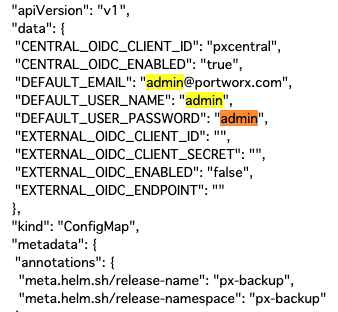 "apiVersion": "v1",
"data": {
"CENTRAL_OIDC_CLIENT_ID": "pxcentral",
"CENTRAL_OIDC_ENABLED": "true",
"DEFAULT_EMAIL": "admin@portworx.com",
"DEFAULT_USER_NAME": "admin",
"DEFAULT_USER_PASSWORD": "admin",
"EXTERNAL_OIDC_CLIENT_ID": "",
"EXTERNAL_OIDC_CLIENT_SECRET": "",
"EXTERNAL_OIDC_ENABLED": "false",
"EXTERNAL_OIDC_ENDPOINT": ""
},
"kind": "ConfigMap",
"metadata": {
"annotations": {
"meta.helm.sh/release-name": "px-backup",
"meta.helm.sh/release-namespace": "px-backup"